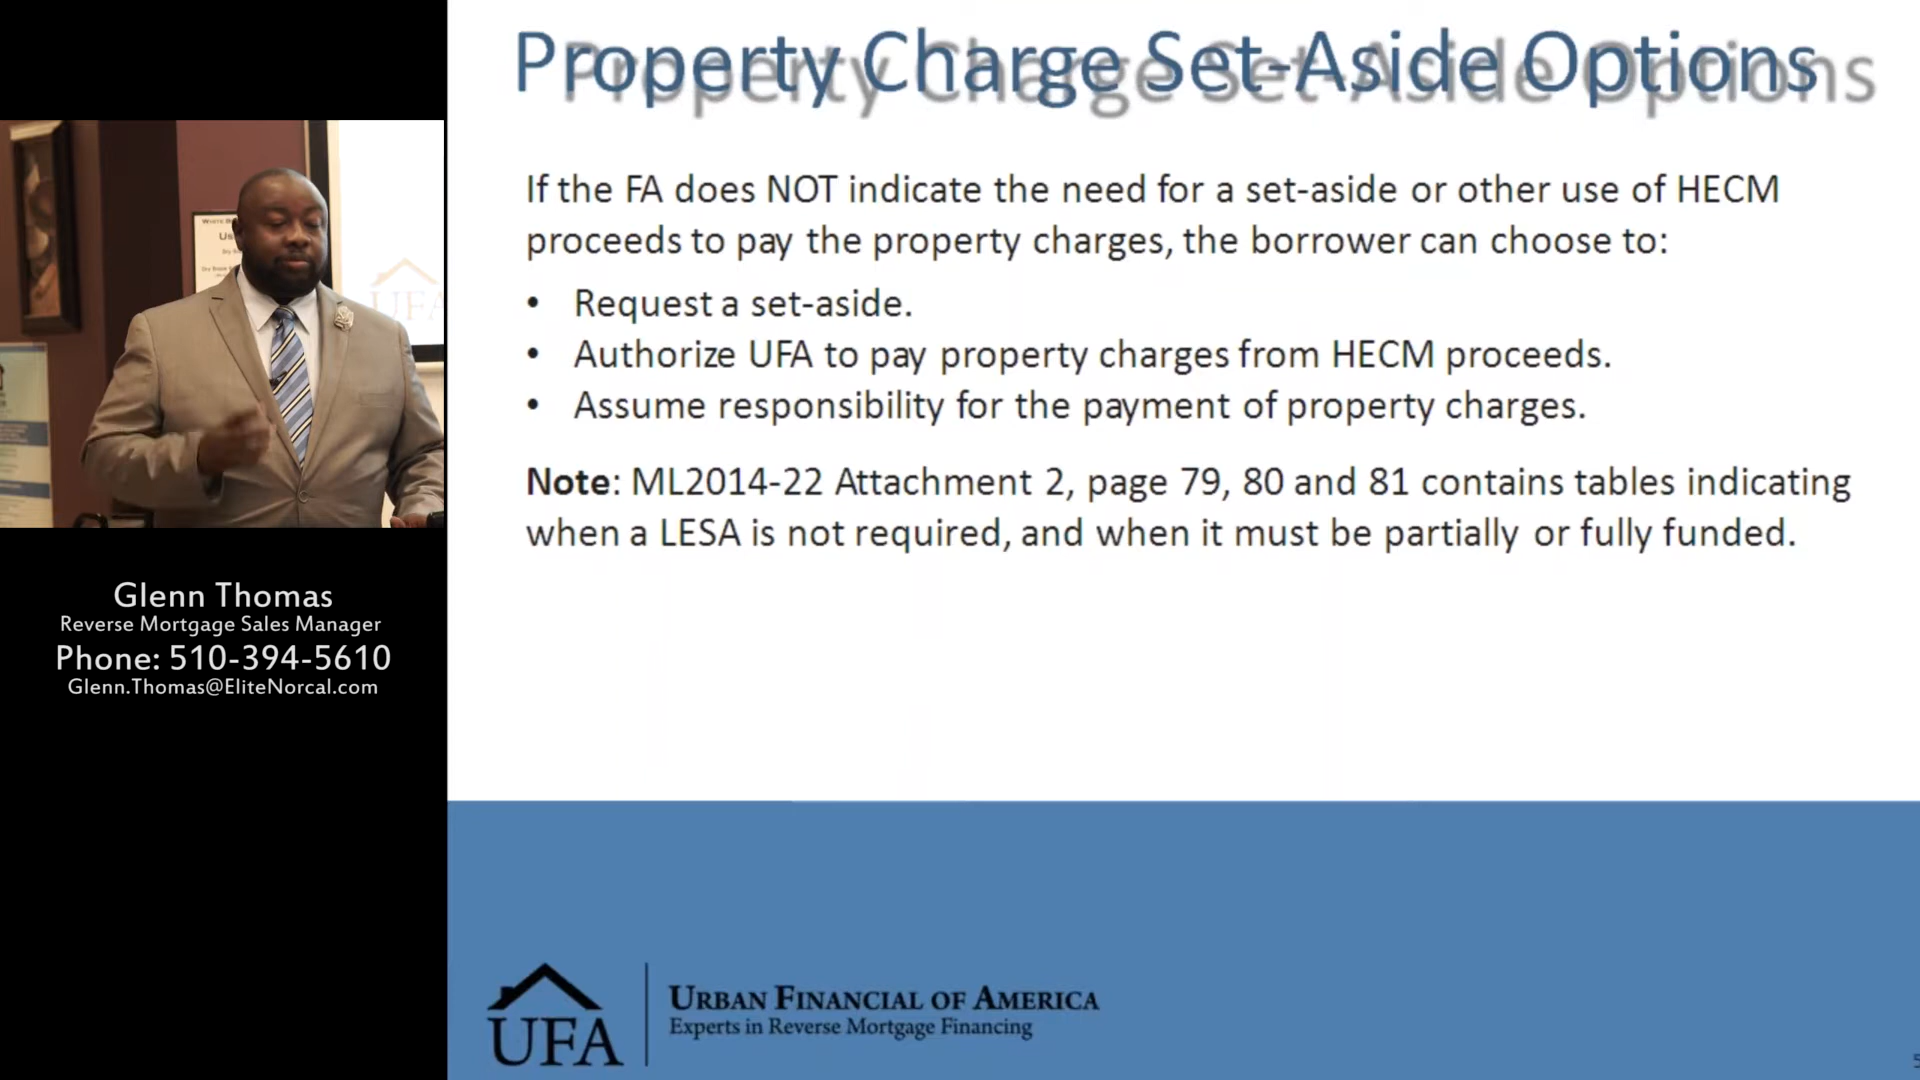 Property Charge Set-Aside Options
If the FA does NOT indicate the need for a set-aside or other use of HECM
proceeds to pay the property charges, the borrower can choose to:
• Request a set-aside.
• Authorize UFA to pay property charges from HECM proceeds.
• Assume responsibility for the payment of property charges.
Note: ML2014-22 Attachment 2, page 79, 80 and 81 contains tables indicating
when a LESA is not required, and when it must be partially or fully funded.
UFA
Glenn Thomas
Reverse Mortgage Sales Manager
Phone: 510-394-5610
Glenn.Thomas@EliteNorcal.com
UFA
URBAN FINANCIAL OF AMERICA
Experts in Reverse Mortgage Financing